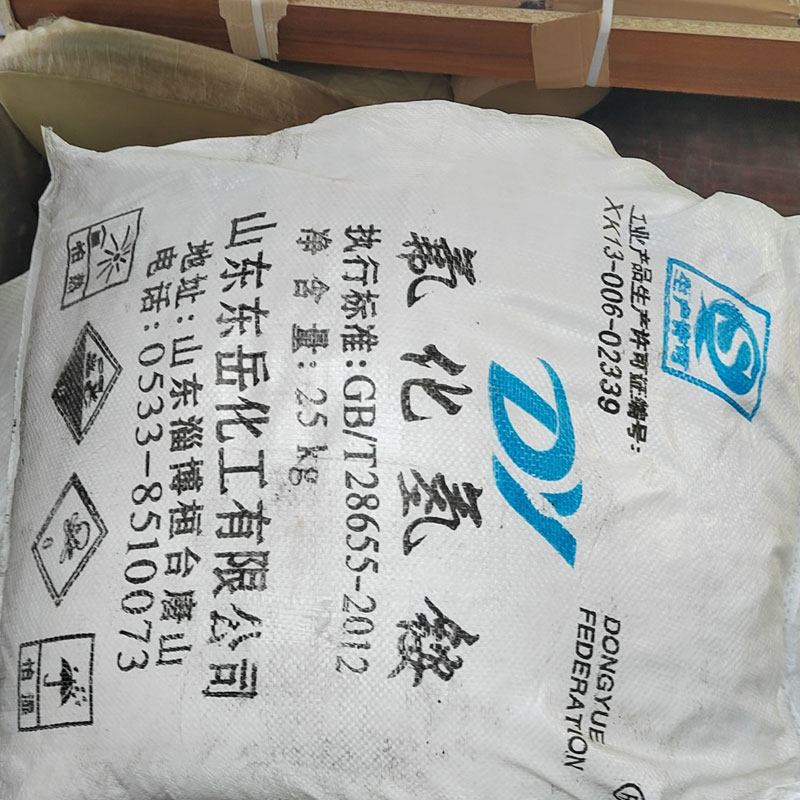 生产许可
工业产品生产许可证编号:
XK13-006-02339
DY
DONGYUE
FEDERATION
氟化氢铵
执行标准:GB/T28655-2012
净含量:25kg
山东东岳化工有限公司
地址:山东淄博桓台唐山
电话:0533-8510073
怕热
怕湿